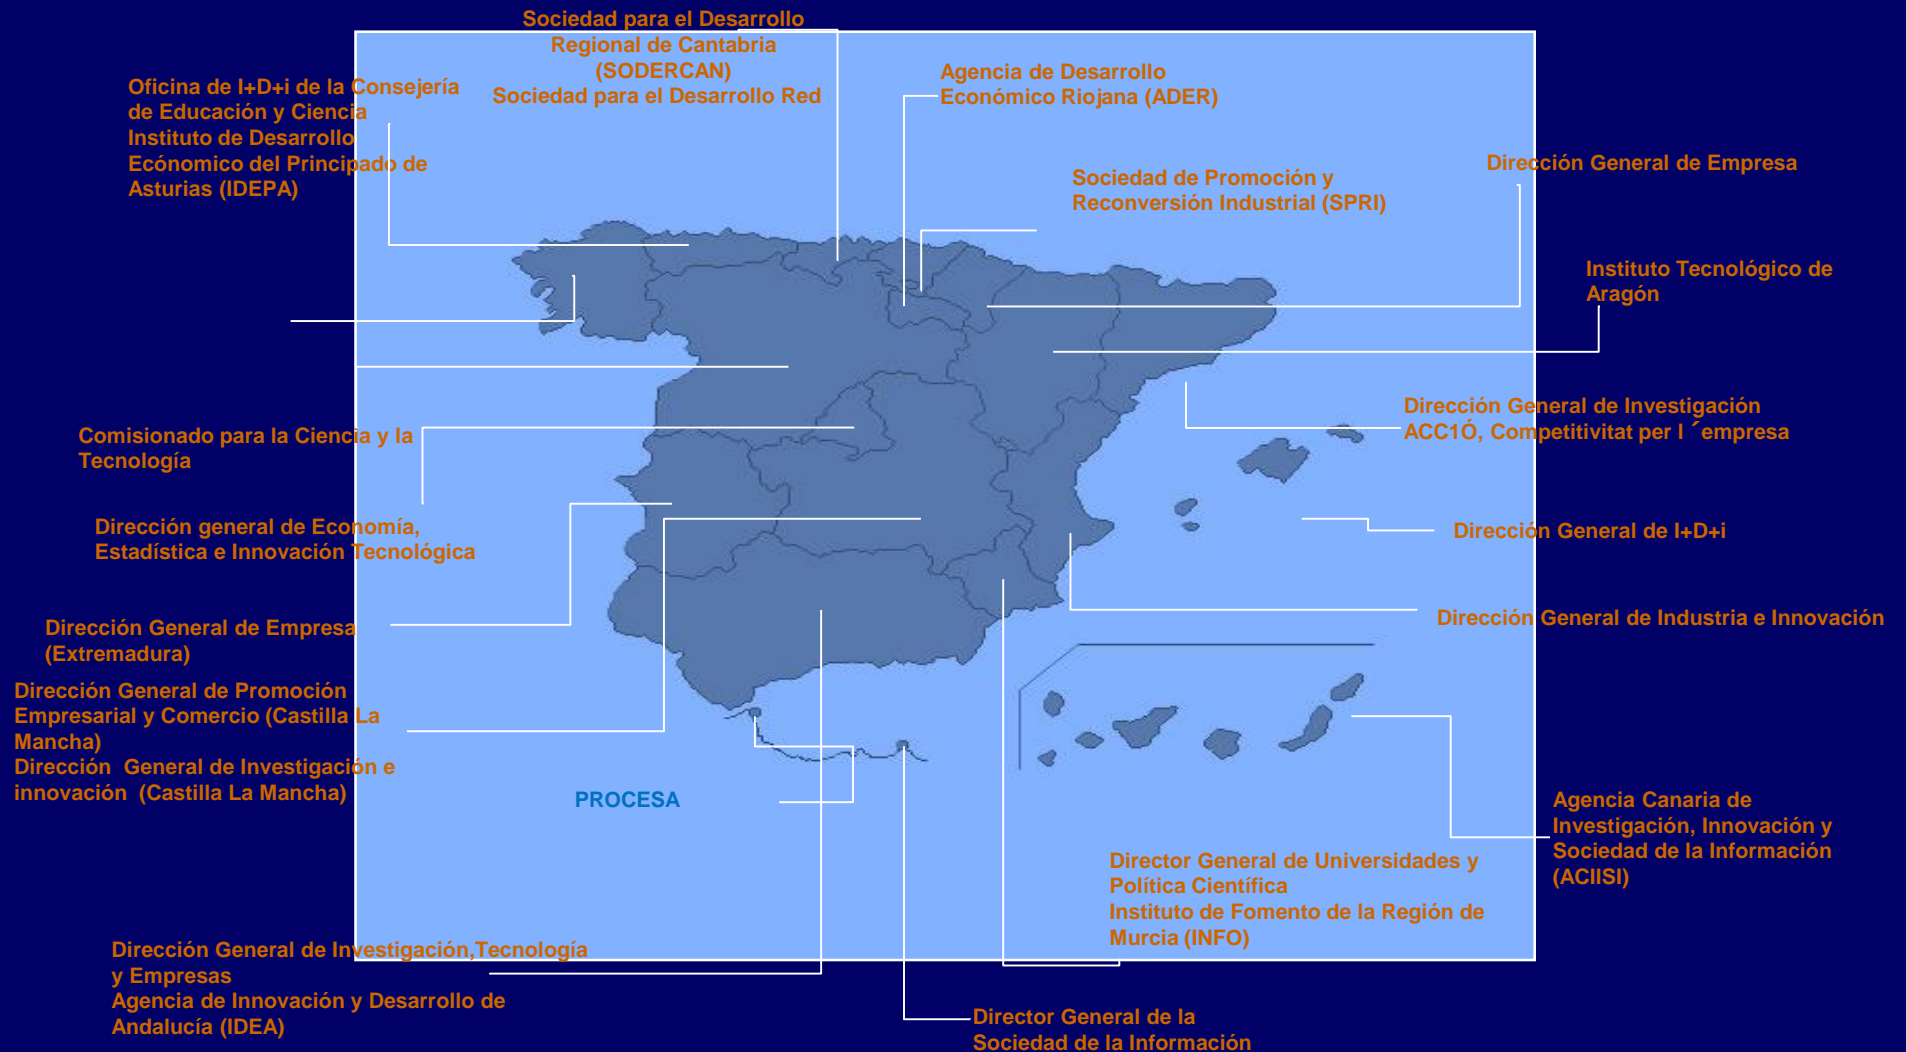 Sociedad para el Desarrollo
Regional de Cantabria
(SODERCAN)
Sociedad para el Desarrollo Red
Oficina de I+D+i de la Consejería
de Educación y Ciencia
Instituto de Desarrollo
Ecónomico del Principado de
Asturias (IDEPA)
Agencia de Desarrollo
Económico Riojana (ADER)
Dirección General de Empresa
Sociedad de Promoción y
Reconversión Industrial (SPRI)
Instituto Tecnológico de
Aragón
Dirección General de Investigación
ACC1Ó, Competitivitat per l ´empresa
Comisionado para la Ciencia y la
Tecnología
Dirección general de Economía,
Estadística e Innovación Tecnológica
Dirección General de I+D+i
Dirección General de Industria e Innovación
Dirección General de Empresa
(Extremadura)
Dirección General de Promoción
Empresarial y Comercio (Castilla La
Mancha)
Dirección  General de Investigación e
innovación  (Castilla La Mancha)
PROCESA
Agencia Canaria de
Investigación, Innovación y
Sociedad de la Información
(ACIISI)
Director General de Universidades y
Política Científica
Instituto de Fomento de la Región de
Murcia (INFO)
Dirección General de Investigación,Tecnología
y Empresas
Agencia de Innovación y Desarrollo de
Andalucía (IDEA)
Director General de la
Sociedad de la Información